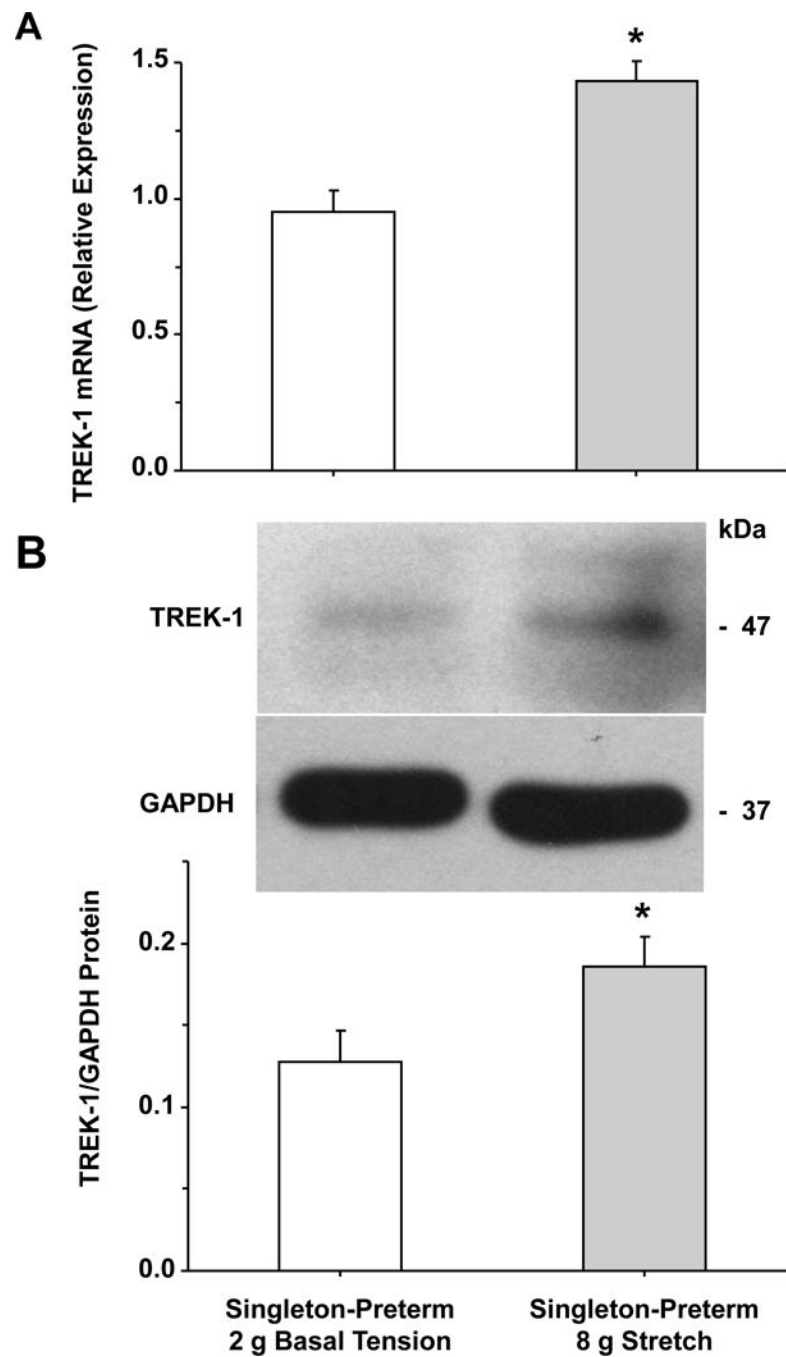 A
*
1.5
1.0
0.5
0.0
TREK-1 mRNA (Relative Expression)
B
kDa
TREK-1
- 47
GAPDH
- 37
*
0.2
0.1
0.0
TREK-1/GAPDH Protein
Singleton-Preterm
2 g Basal Tension
Singleton-Preterm
8 g Stretch